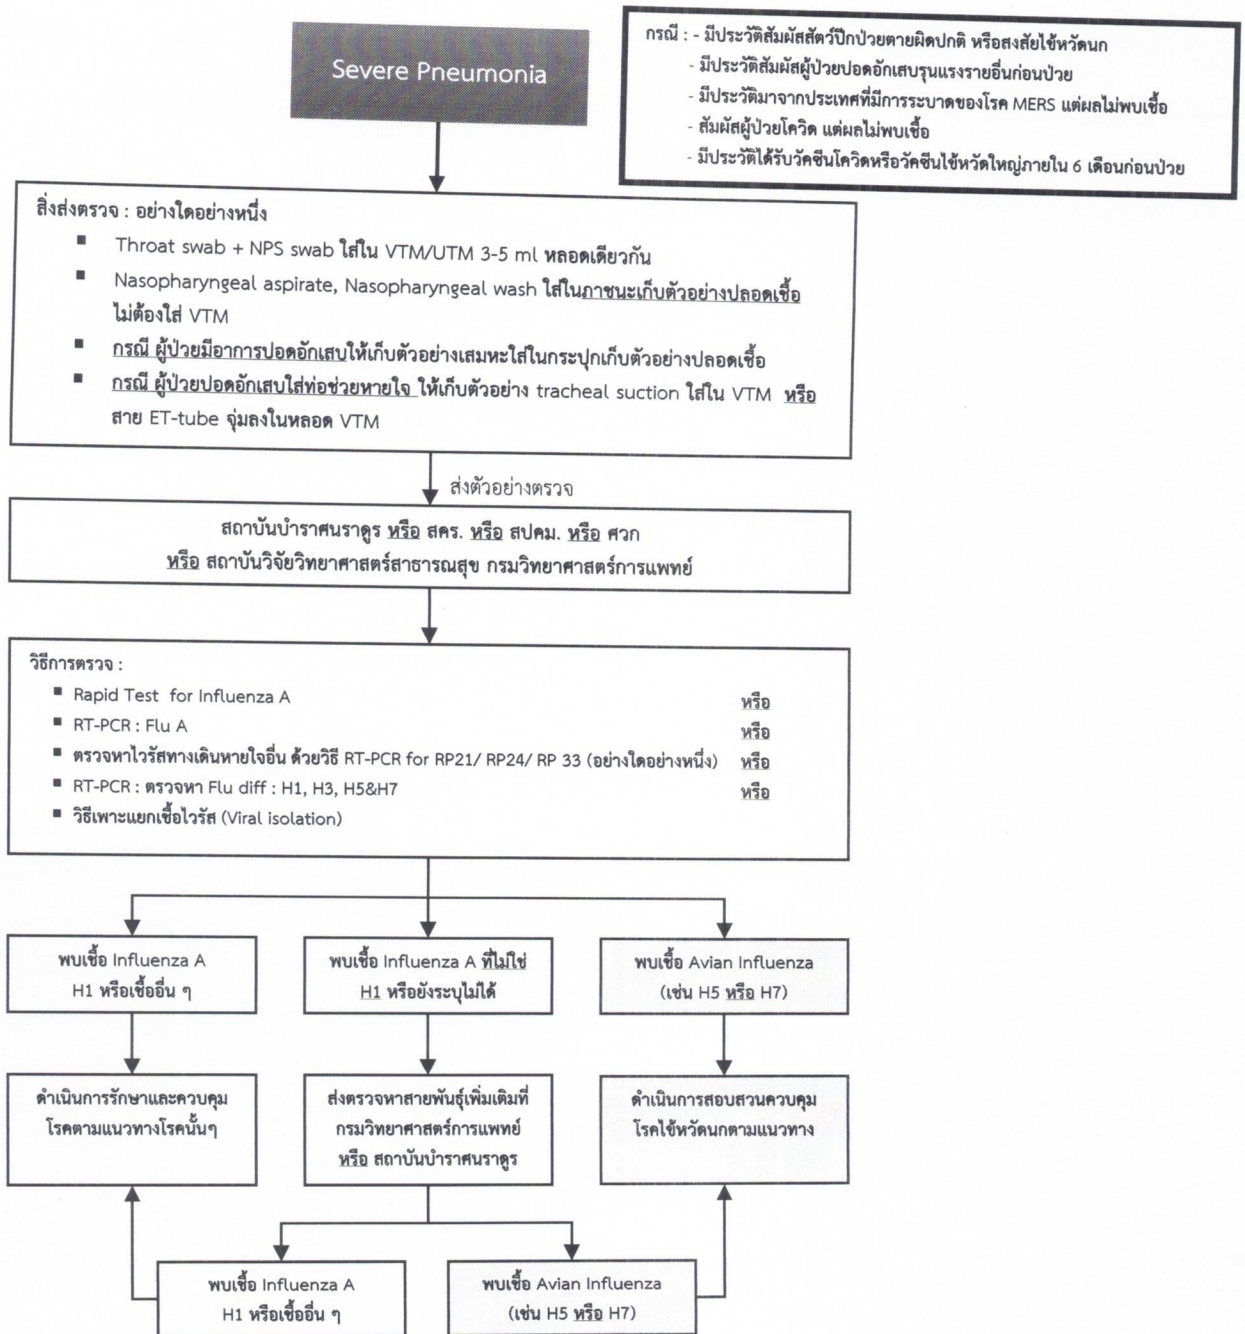 Severe Pneumonia
กรณี : - มีประวัติสัมผัสสัตว์ปีกป่วยตายผิดปกติ หรือสงสัยไข้หวัดนก
- มีประวัติสัมผัสผู้ป่วยปอดอักเสบรุนแรงรายอื่นก่อนป่วย
- มีประวัติมาจากประเทศที่มีการระบาดของโรค MERS แต่ผลไม่พบเชื้อ
- สัมผัสผู้ป่วยโควิด แต่ผลไม่พบเชื้อ
- มีประวัติได้รับวัคซีนโควิดหรือวัคซีนไข้หวัดใหญ่ภายใน 6 เดือนก่อนป่วย
สิ่งส่งตรวจ : อย่างใดอย่างหนึ่ง
▪ Throat swab + NPS swab ใส่ใน VTM/UTM 3-5 ml หลอดเดียวกัน
▪ Nasopharyngeal aspirate, Nasopharyngeal wash ใส่ในภาชนะเก็บตัวอย่างปลอดเชื้อ
ไม่ต้องใส่ VTM
▪ กรณี ผู้ป่วยมีอาการปอดอักเสบให้เก็บตัวอย่างเสมหะใส่ในกระปุกเก็บตัวอย่างปลอดเชื้อ
▪ กรณี ผู้ป่วยปอดอักเสบใส่ท่อช่วยหายใจ ให้เก็บตัวอย่าง tracheal suction ใส่ใน VTM หรือ
สาย ET-tube จุ่มลงในหลอด VTM
ส่งตัวอย่างตรวจ
สถาบันบำราศนราดูร หรือ สคร. หรือ สปคม. หรือ ศวก
หรือ สถาบันวิจัยวิทยาศาสตร์สาธารณสุข กรมวิทยาศาสตร์การแพทย์
วิธีการตรวจ :
▪ Rapid Test for Influenza A หรือ
▪ RT-PCR : Flu A หรือ
▪ ตรวจหาไวรัสทางเดินหายใจอื่น ด้วยวิธี RT-PCR for RP21/ RP24/ RP 33 (อย่างใดอย่างหนึ่ง) หรือ
▪ RT-PCR : ตรวจหา Flu diff : H1, H3, H5&H7 หรือ
▪ วิธีเพาะแยกเชื้อไวรัส (Viral isolation)
พบเชื้อ Influenza A
H1 หรือเชื้ออื่น ๆ
พบเชื้อ Influenza A ที่ไม่ใช่
H1 หรือยังระบุไม่ได้
พบเชื้อ Avian Influenza
(เช่น H5 หรือ H7)
ดำเนินการรักษาและควบคุม
โรคตามแนวทางโรคนั้นๆ
ส่งตรวจหาสายพันธุ์เพิ่มเติมที่
กรมวิทยาศาสตร์การแพทย์
หรือ สถาบันบำราศนราดูร
ดำเนินการสอบสวนควบคุม
โรคไข้หวัดนกตามแนวทาง
พบเชื้อ Influenza A
H1 หรือเชื้ออื่น ๆ
พบเชื้อ Avian Influenza
(เช่น H5 หรือ H7)